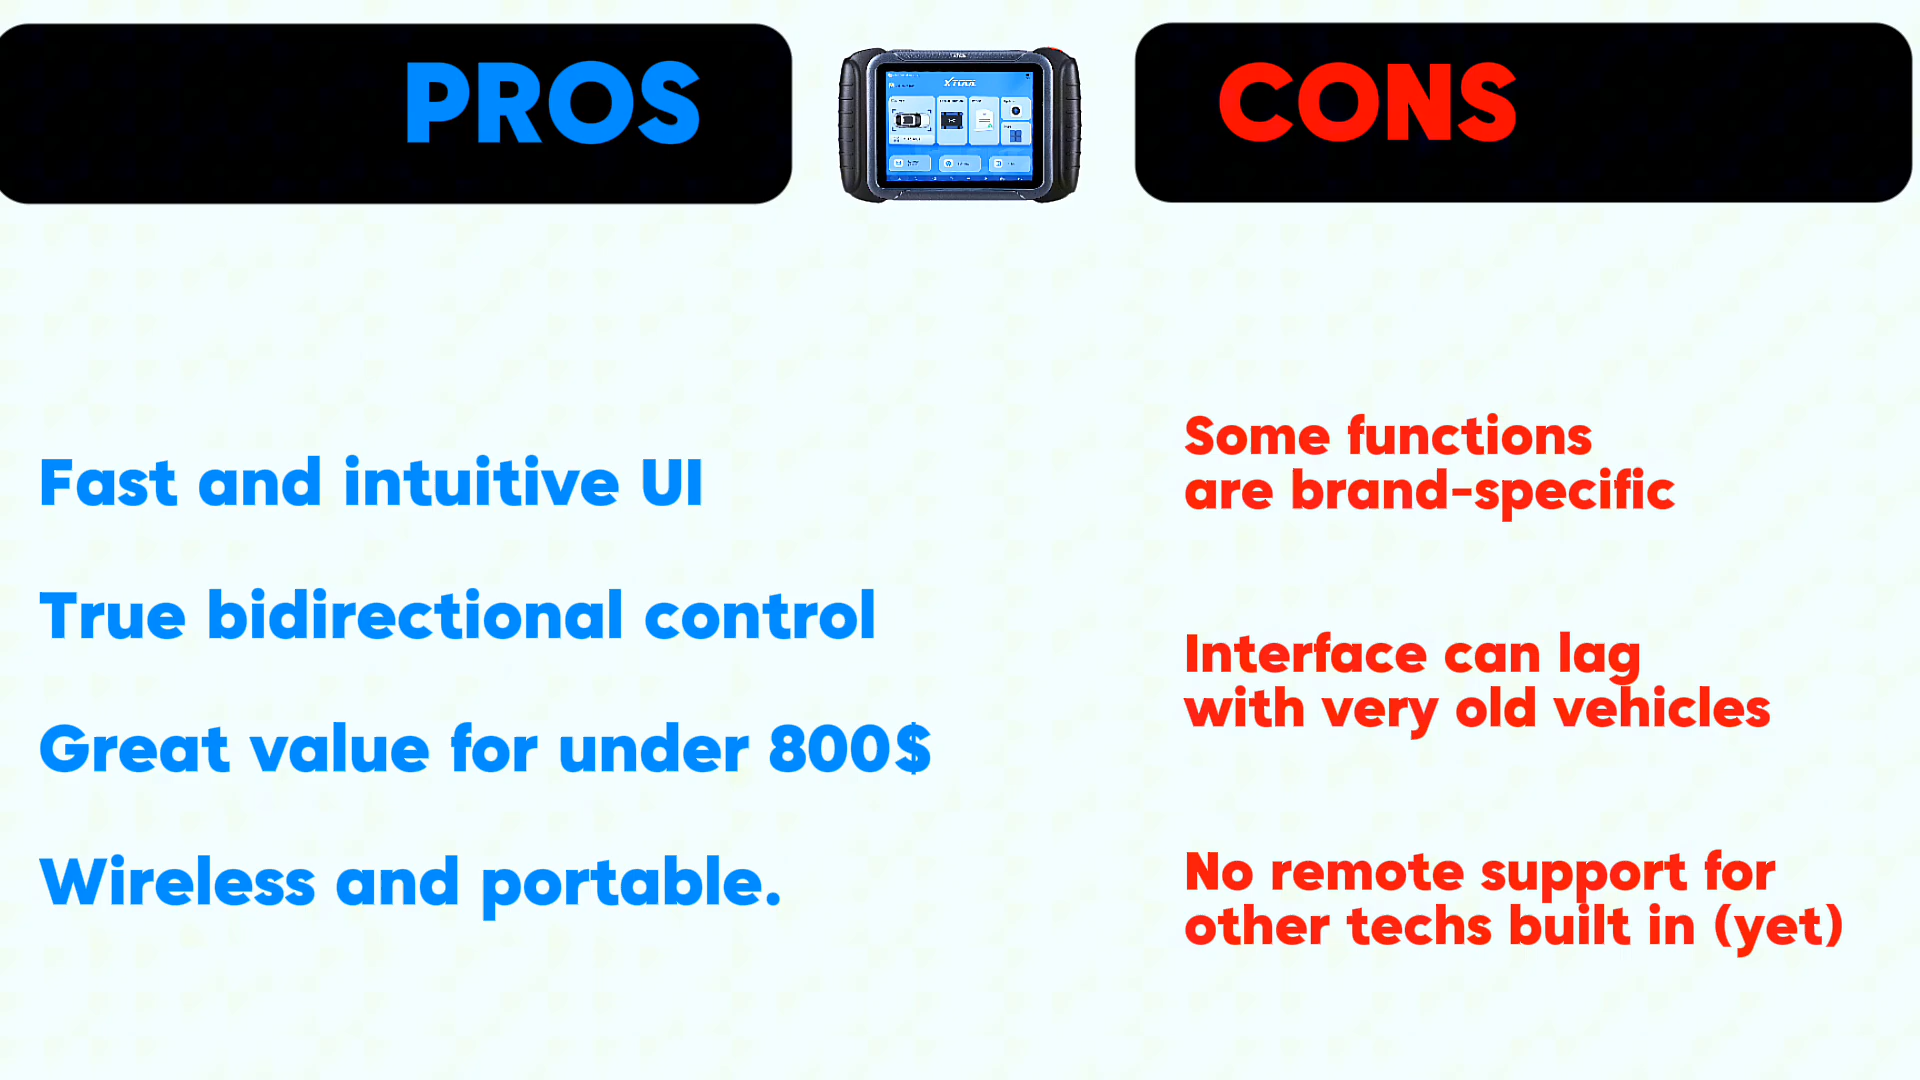 PROS
CONS
Fast and intuitive UI
True bidirectional control
Great value for under 800$
Wireless and portable.
Some functions
are brand-specific
Interface can lag
with very old vehicles
No remote support for
other techs built in (yet)